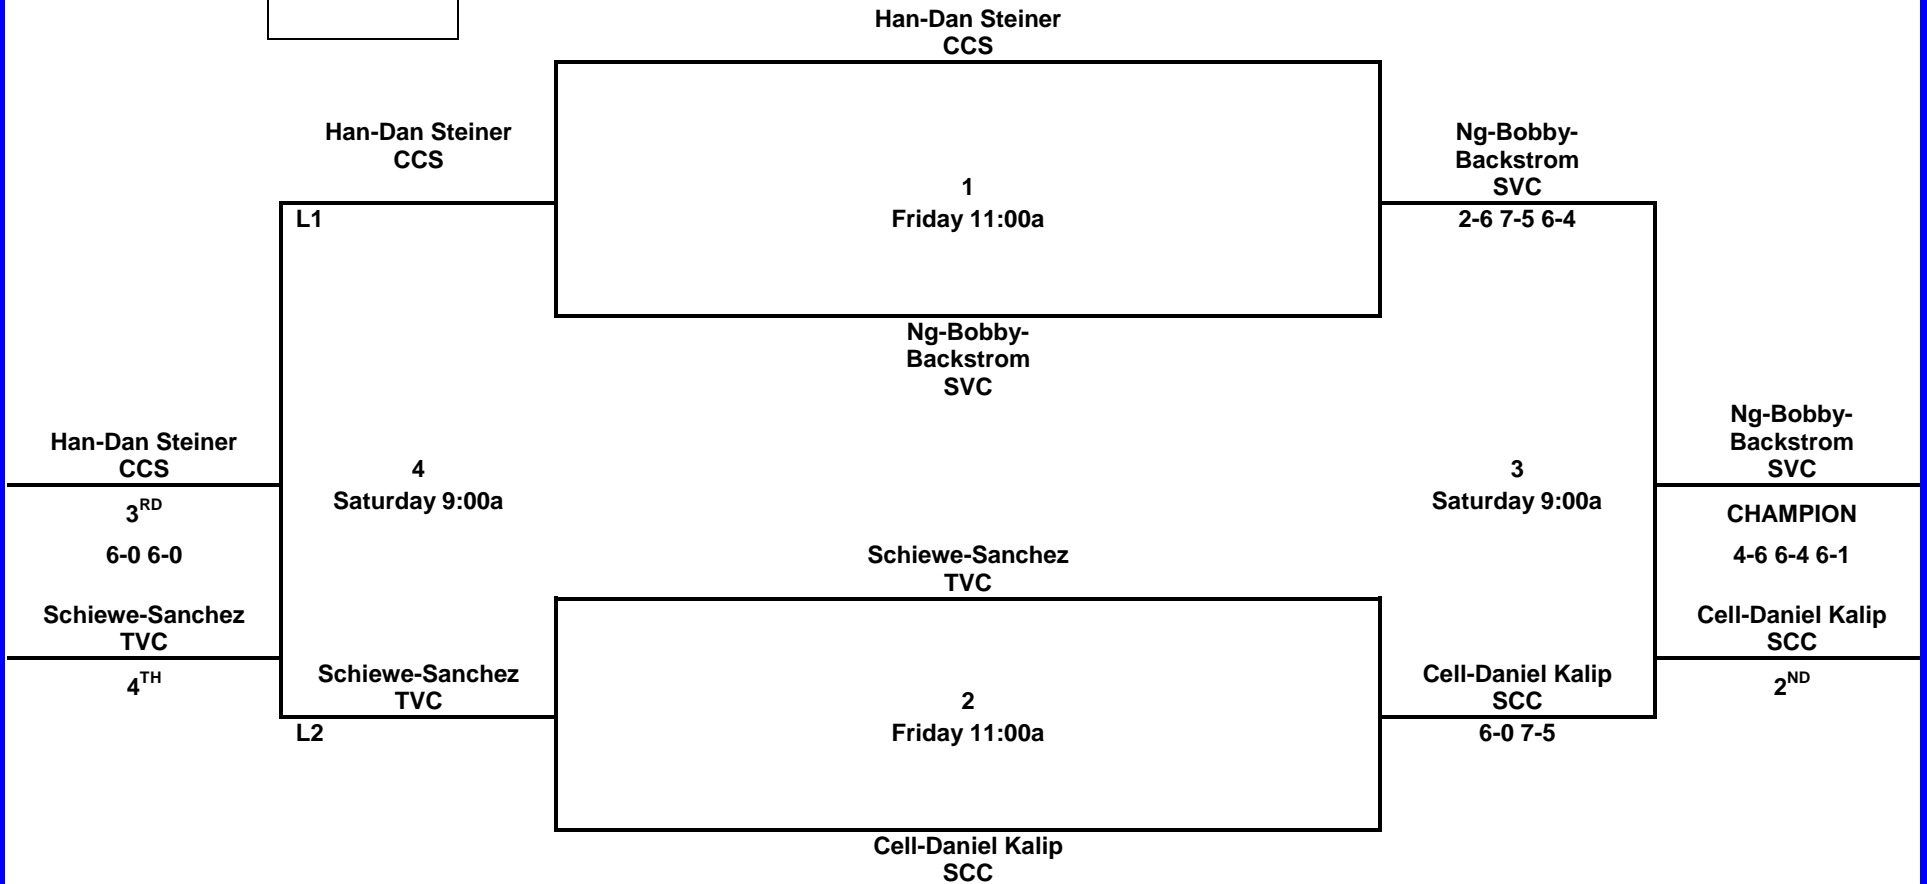 Han-Dan Steiner
CCS
Han-Dan Steiner
CCS
L1
1
Friday 11:00a
Ng-Bobby-
Backstrom
SVC
2-6 7-5 6-4
Ng-Bobby-
Backstrom
SVC
Han-Dan Steiner
CCS
3RD
6-0 6-0
Schiewe-Sanchez
TVC
4TH
4
Saturday 9:00a
3
Saturday 9:00a
Ng-Bobby-
Backstrom
SVC
CHAMPION
4-6 6-4 6-1
Cell-Daniel Kalip
SCC
2ND
Schiewe-Sanchez
TVC
Schiewe-Sanchez
TVC
L2
2
Friday 11:00a
Cell-Daniel Kalip
SCC
6-0 7-5
Cell-Daniel Kalip
SCC